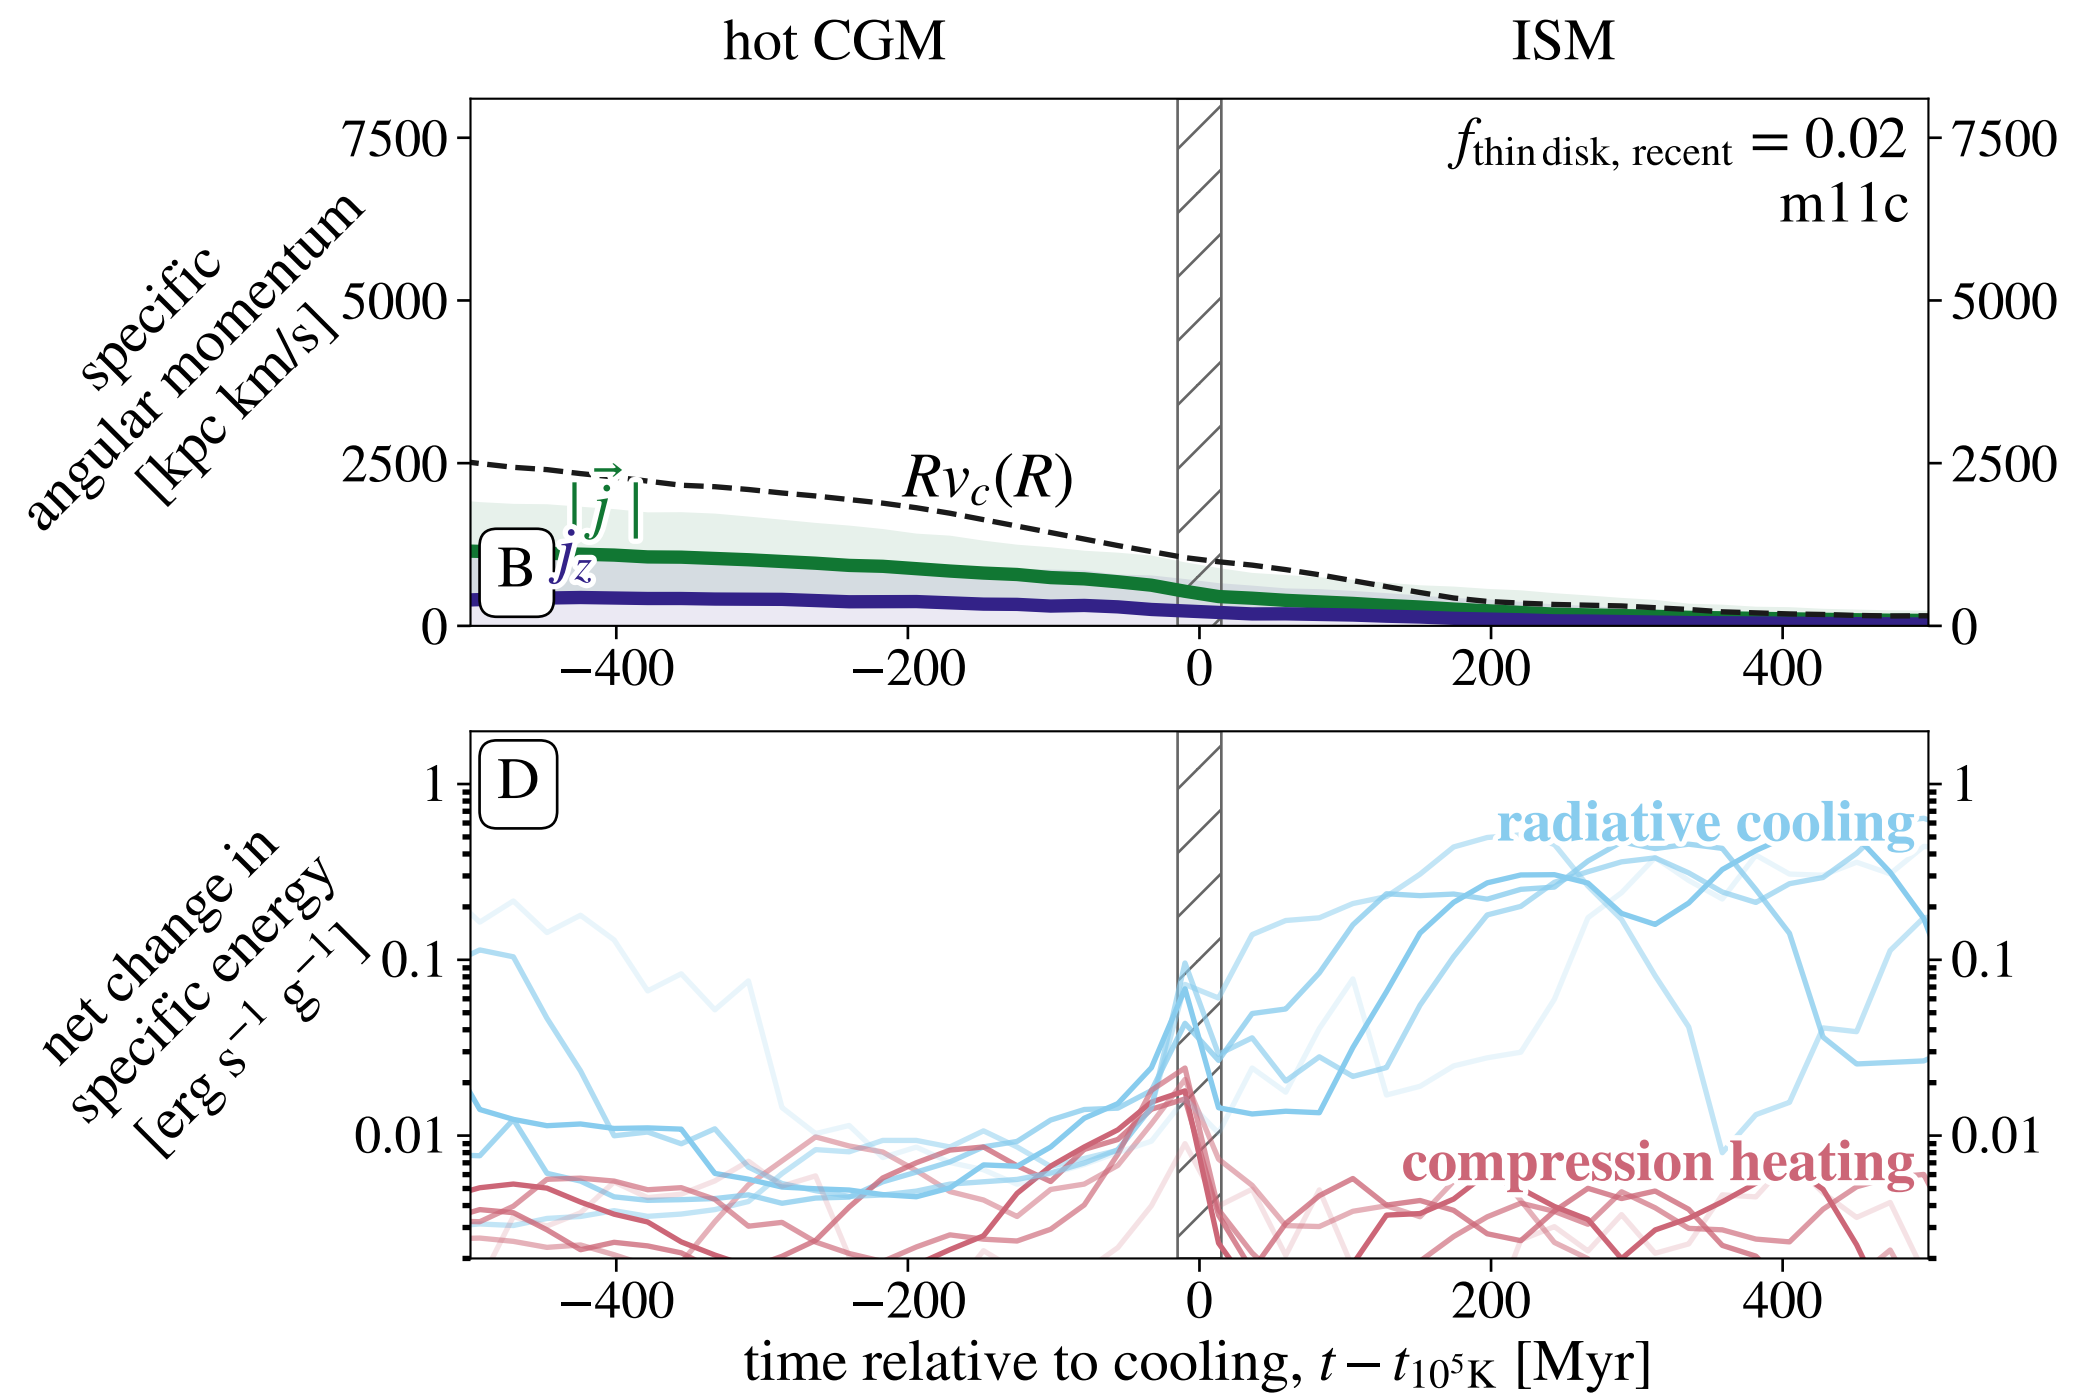 hot CGM ISM
7500 7500
f_thin disk, recent = 0.02
m11c
specific
angular momentum
[kpc km/s]
5000 5000
2500 2500
Rv_c(R)
|j⃗|
j_z
B
0 0
−400 −200 0 200 400
D
1 1
radiative cooling
net change in
specific energy
[erg s⁻¹ g⁻¹]
0.1 0.1
0.01 0.01
compression heating
−400 −200 0 200 400
time relative to cooling, t − t_10⁵K [Myr]